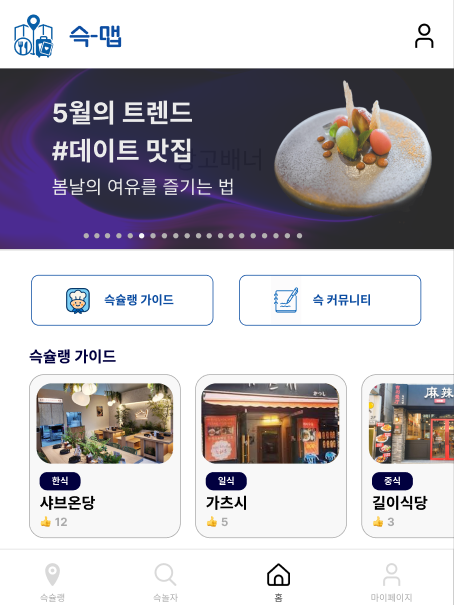 슥-맵
5월의 트렌드
#데이트 맛집
광고배너
봄날의 여유를 즐기는 법
슥슐랭 가이드
슥 커뮤니티
슥슐랭 가이드
한식
샤브온당
👍 12
일식
가츠시
👍 5
중식
길이식당
👍 3
麻辣
슥슐랭
슥놀자
홈
마이페이지